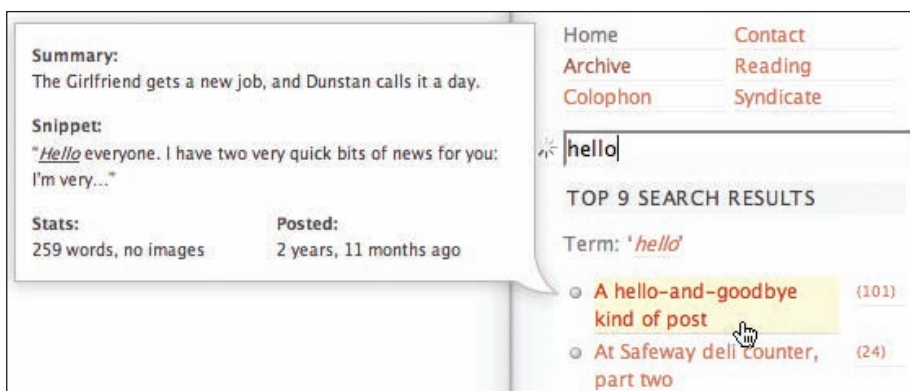 Summary:
The Girlfriend gets a new job, and Dunstan calls it a day.
Snippet:
"Hello everyone. I have two very quick bits of news for you:
I'm very..."
Stats:
259 words, no images
Posted:
2 years, 11 months ago
Home
Contact
Archive
Reading
Colophon
Syndicate
hello
TOP 9 SEARCH RESULTS
Term: 'hello'
A hello-and-goodbye
kind of post
(101)
At Safeway deli counter,
part two
(24)